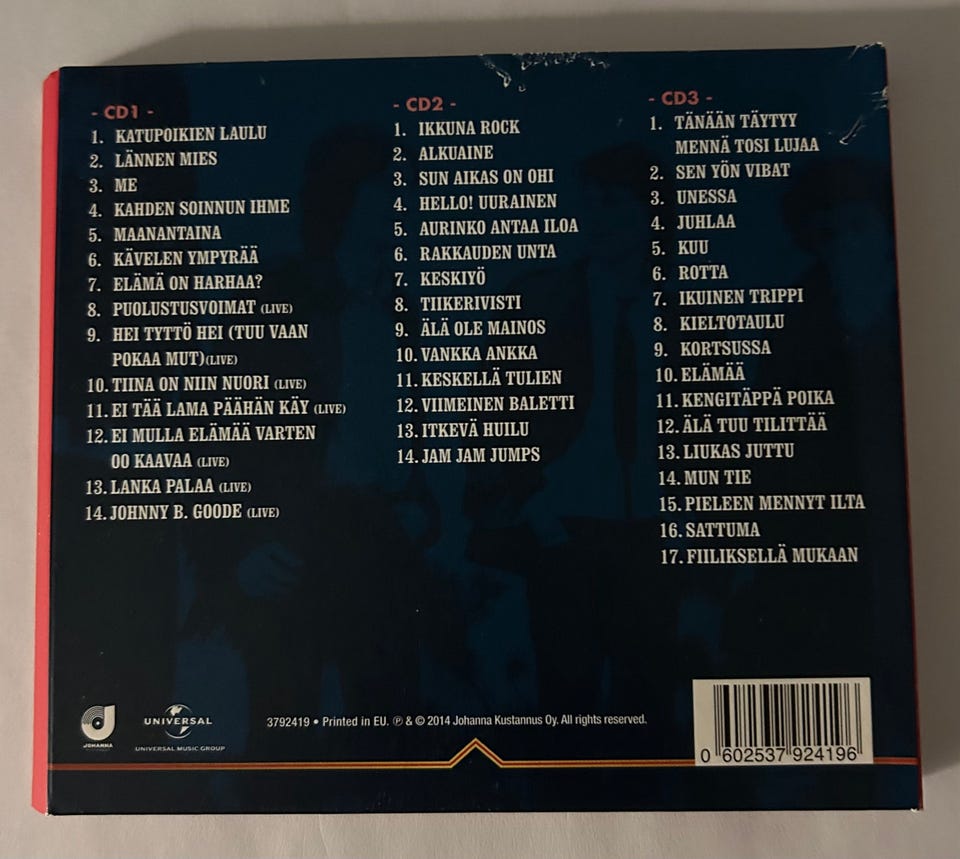 - CD1 -
1. KATUPOIKIEN LAULU
2. LÄNNEN MIES
3. ME
4. KAHDEN SOINNUN IHME
5. MAANANTAINA
6. KÄVELEN YMPYRÄÄ
7. ELÄMÄ ON HARHAA?
8. PUOLUSTUSVOIMAT (LIVE)
9. HEI TYTTÖ HEI (TUU VAAN
POKAA MUT)(LIVE)
10. TIINA ON NIIN NUORI (LIVE)
11. EI TÄÄ LAMA PÄÄHÄN KÄY (LIVE)
12. EI MULLA ELÄMÄÄ VARTEN
OO KAAVAA (LIVE)
13. LANKA PALAA (LIVE)
14. JOHNNY B. GOODE (LIVE)
- CD2 -
1. IKKUNA ROCK
2. ALKUAINE
3. SUN AIKAS ON OHI
4. HELLO! UURAINEN
5. AURINKO ANTAA ILOA
6. RAKKAUDEN UNTA
7. KESKIYÖ
8. TIIKERIVISTI
9. ÄLÄ OLE MAINOS
10. VANKKA ANKKA
11. KESKELLÄ TULIEN
12. VIIMEINEN BALETTI
13. ITKEVÄ HUILU
14. JAM JAM JUMPS
- CD3 -
1. TÄNÄÄN TÄYTYY
MENNÄ TOSI LUJAA
2. SEN YÖN VIBAT
3. UNESSA
4. JUHLAA
5. KUU
6. ROTTA
7. IKUINEN TRIPPI
8. KIELTOTAULU
9. KORTSUSSA
10. ELÄMÄÄ
11. KENGITÄPPÄ POIKA
12. ÄLÄ TUU TILITTÄÄ
13. LIUKAS JUTTU
14. MUN TIE
15. PIELEEN MENNYT ILTA
16. SATTUMA
17. FIILIKSELLÄ MUKAAN
JOHANNA
UNIVERSAL
UNIVERSAL MUSIC GROUP
3792419 • Printed in EU. ℗ & © 2014 Johanna Kustannus Oy. All rights reserved.
0 602537 924196